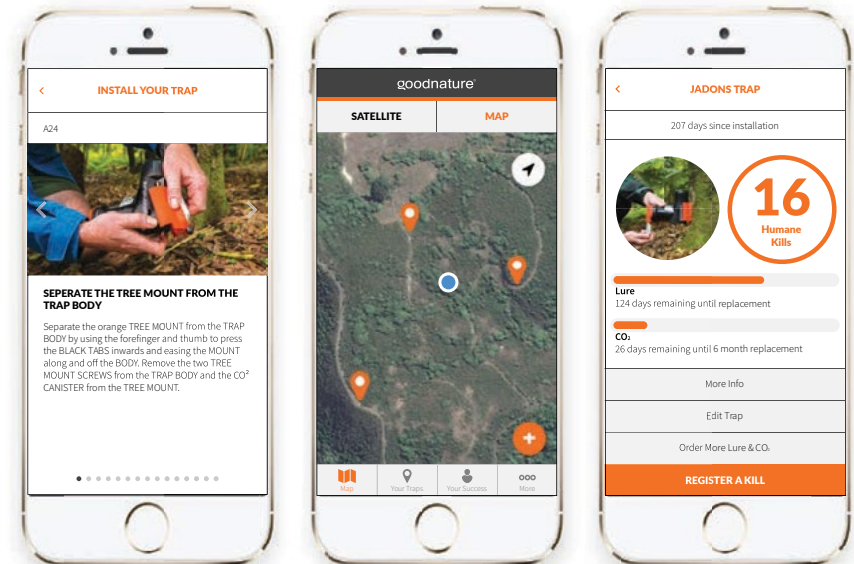 INSTALL YOUR TRAP
A24
SEPERATE THE TREE MOUNT FROM THE
TRAP BODY
Separate the orange TREE MOUNT from the TRAP
BODY by using the forefinger and thumb to press
the BLACK TABS inwards and easing the MOUNT
along and off the BODY. Remove the two TREE
MOUNT SCREWS from the TRAP BODY and the CO²
CANISTER from the TREE MOUNT.
goodnature®
SATELLITE
MAP
Map
Your Traps
Your Success
More
JADONS TRAP
207 days since installation
16
Humane
Kills
Lure
124 days remaining until replacement
CO₂
26 days remaining until 6 month replacement
More Info
Edit Trap
Order More Lure & CO₂
REGISTER A KILL